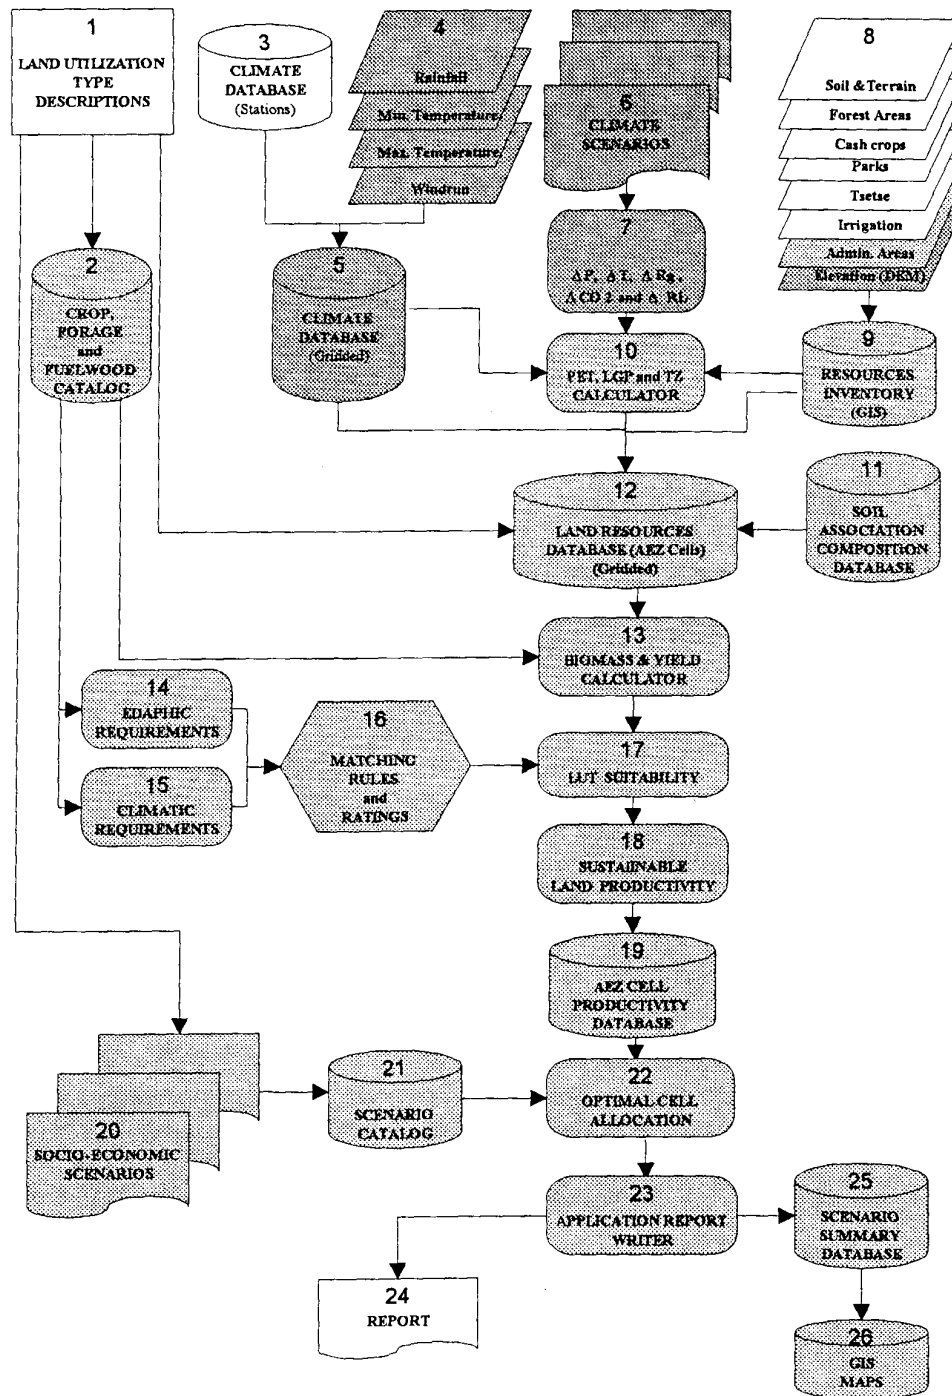 1
LAND UTILIZATION
TYPE
DESCRIPTIONS
3
CLIMATE
DATABASE
(Stations)
4
Rainfall
Min. Temperature
Max. Temperature
Windrun
6
CLIMATE
SCENARIOS
8
Soil & Terrain
Forest Areas
Cash crops
Parks
Tsetse
Irrigation
Admin. Areas
Elevation (DEM)
2
CROP,
FORAGE
and
FUELWOOD
CATALOG
5
CLIMATE
DATABASE
(Gridded)
7
Δ P, Δ T, Δ Rs,
Δ CO 2 and Δ RL
10
PET, LGP and TZ
CALCULATOR
9
RESOURCES
INVENTORY
(GIS)
12
LAND RESOURCES
DATABASE (AEZ Cells)
(Gridded)
11
SOIL
ASSOCIATION
COMPOSITION
DATABASE
13
BIOMASS & YIELD
CALCULATOR
14
EDAPHIC
REQUIREMENTS
15
CLIMATIC
REQUIREMENTS
16
MATCHING
RULES
and
RATINGS
17
LUT SUITABILITY
18
SUSTAINABLE
LAND PRODUCTIVITY
19
AEZ CELL
PRODUCTIVITY
DATABASE
20
SOCIO-ECONOMIC
SCENARIOS
21
SCENARIO
CATALOG
22
OPTIMAL CELL
ALLOCATION
23
APPLICATION REPORT
WRITER
24
REPORT
25
SCENARIO
SUMMARY
DATABASE
26
GIS
MAPS